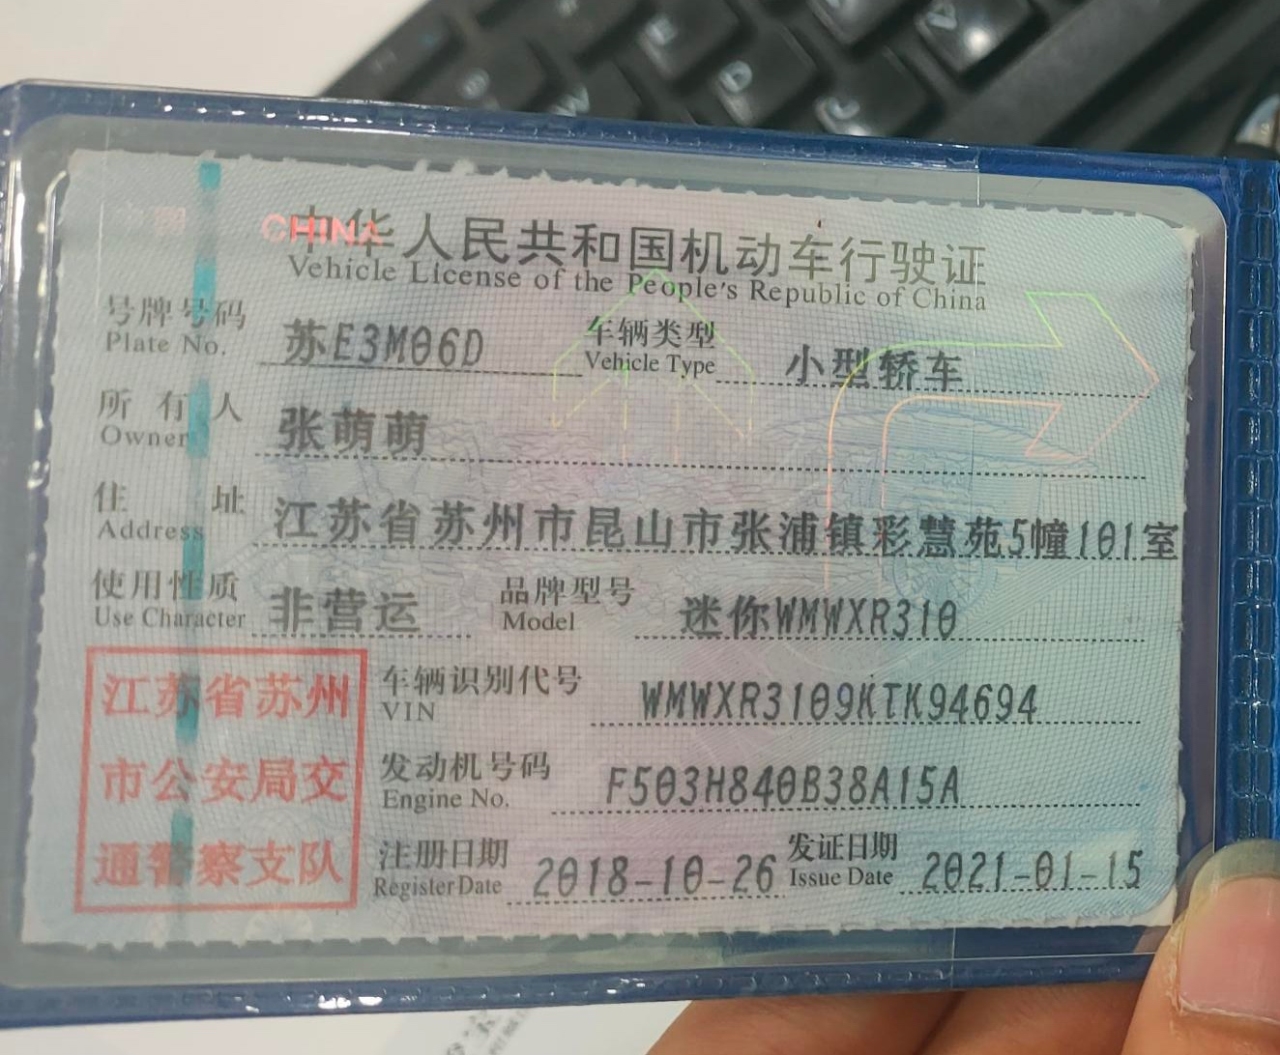 中华人民共和国机动车行驶证
CHINA
Vehicle License of the People's Republic of China
号牌号码 苏E3M06D 车辆类型 小型轿车
Plate No. Vehicle Type
所有人 张萌萌
Owner
住址 江苏省苏州市昆山市张浦镇彩慧苑5幢101室
Address
使用性质 非营运 品牌型号 迷你WMWXR310
Use Character Model
江苏省苏州
市公安局交
通警察支队
车辆识别代号 WMWXR3109KTK94694
VIN
发动机号码 F503H840B38A15A
Engine No.
注册日期 2018-10-26 发证日期 2021-01-15
Register Date Issue Date